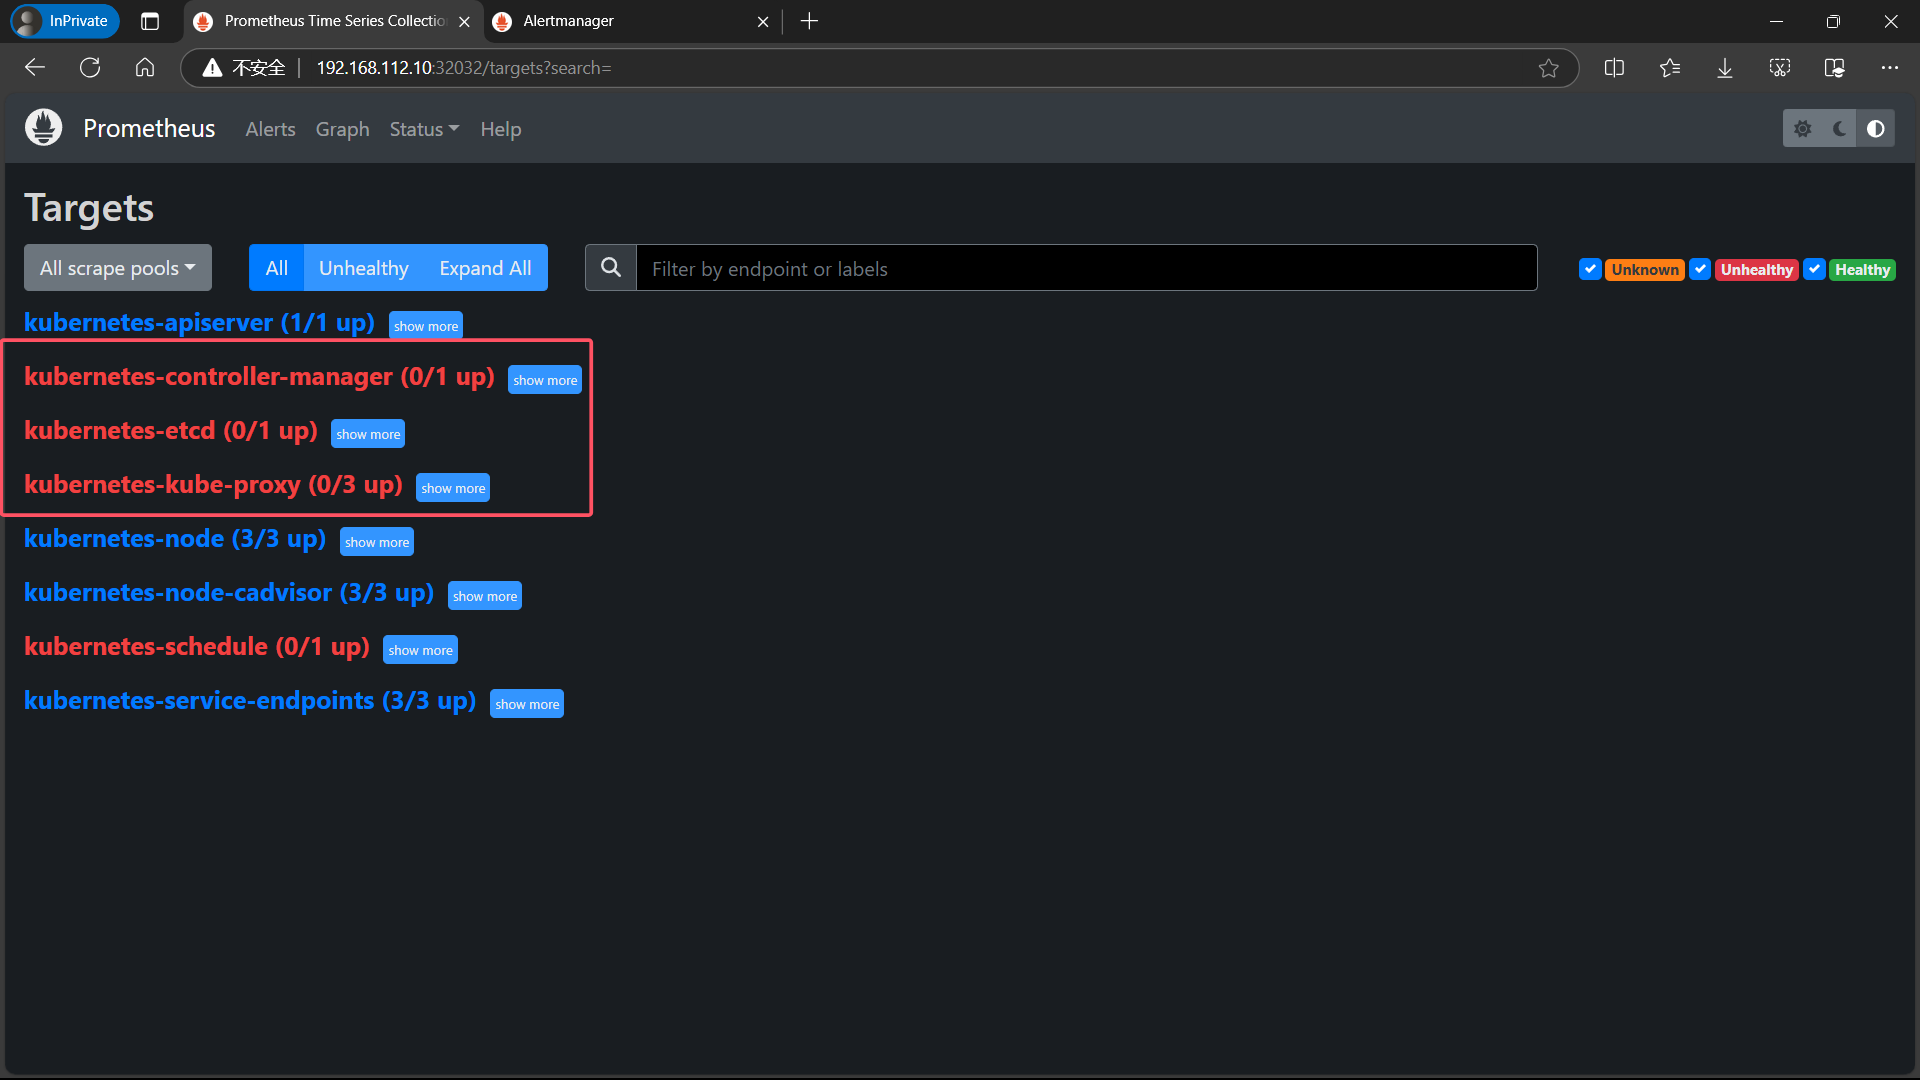 InPrivate
Prometheus Time Series Collectio
Alertmanager
不安全 192.168.112.10:32032/targets?search=
Prometheus Alerts Graph Status Help
Targets
All scrape pools All Unhealthy Expand All Filter by endpoint or labels Unknown Unhealthy Healthy
kubernetes-apiserver (1/1 up) show more
kubernetes-controller-manager (0/1 up) show more
kubernetes-etcd (0/1 up) show more
kubernetes-kube-proxy (0/3 up) show more
kubernetes-node (3/3 up) show more
kubernetes-node-cadvisor (3/3 up) show more
kubernetes-schedule (0/1 up) show more
kubernetes-service-endpoints (3/3 up) show more